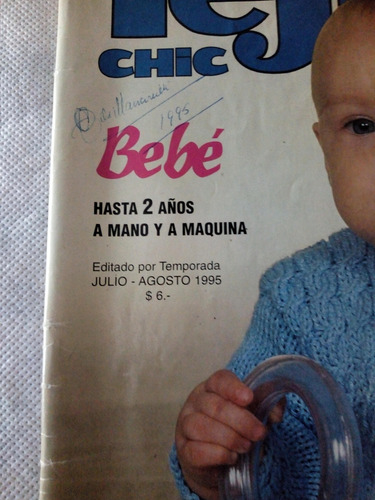 CHIC
1995
Bebé
HASTA 2 AÑOS
A MANO Y A MAQUINA
Editado por Temporada
JULIO - AGOSTO 1995
$ 6.-